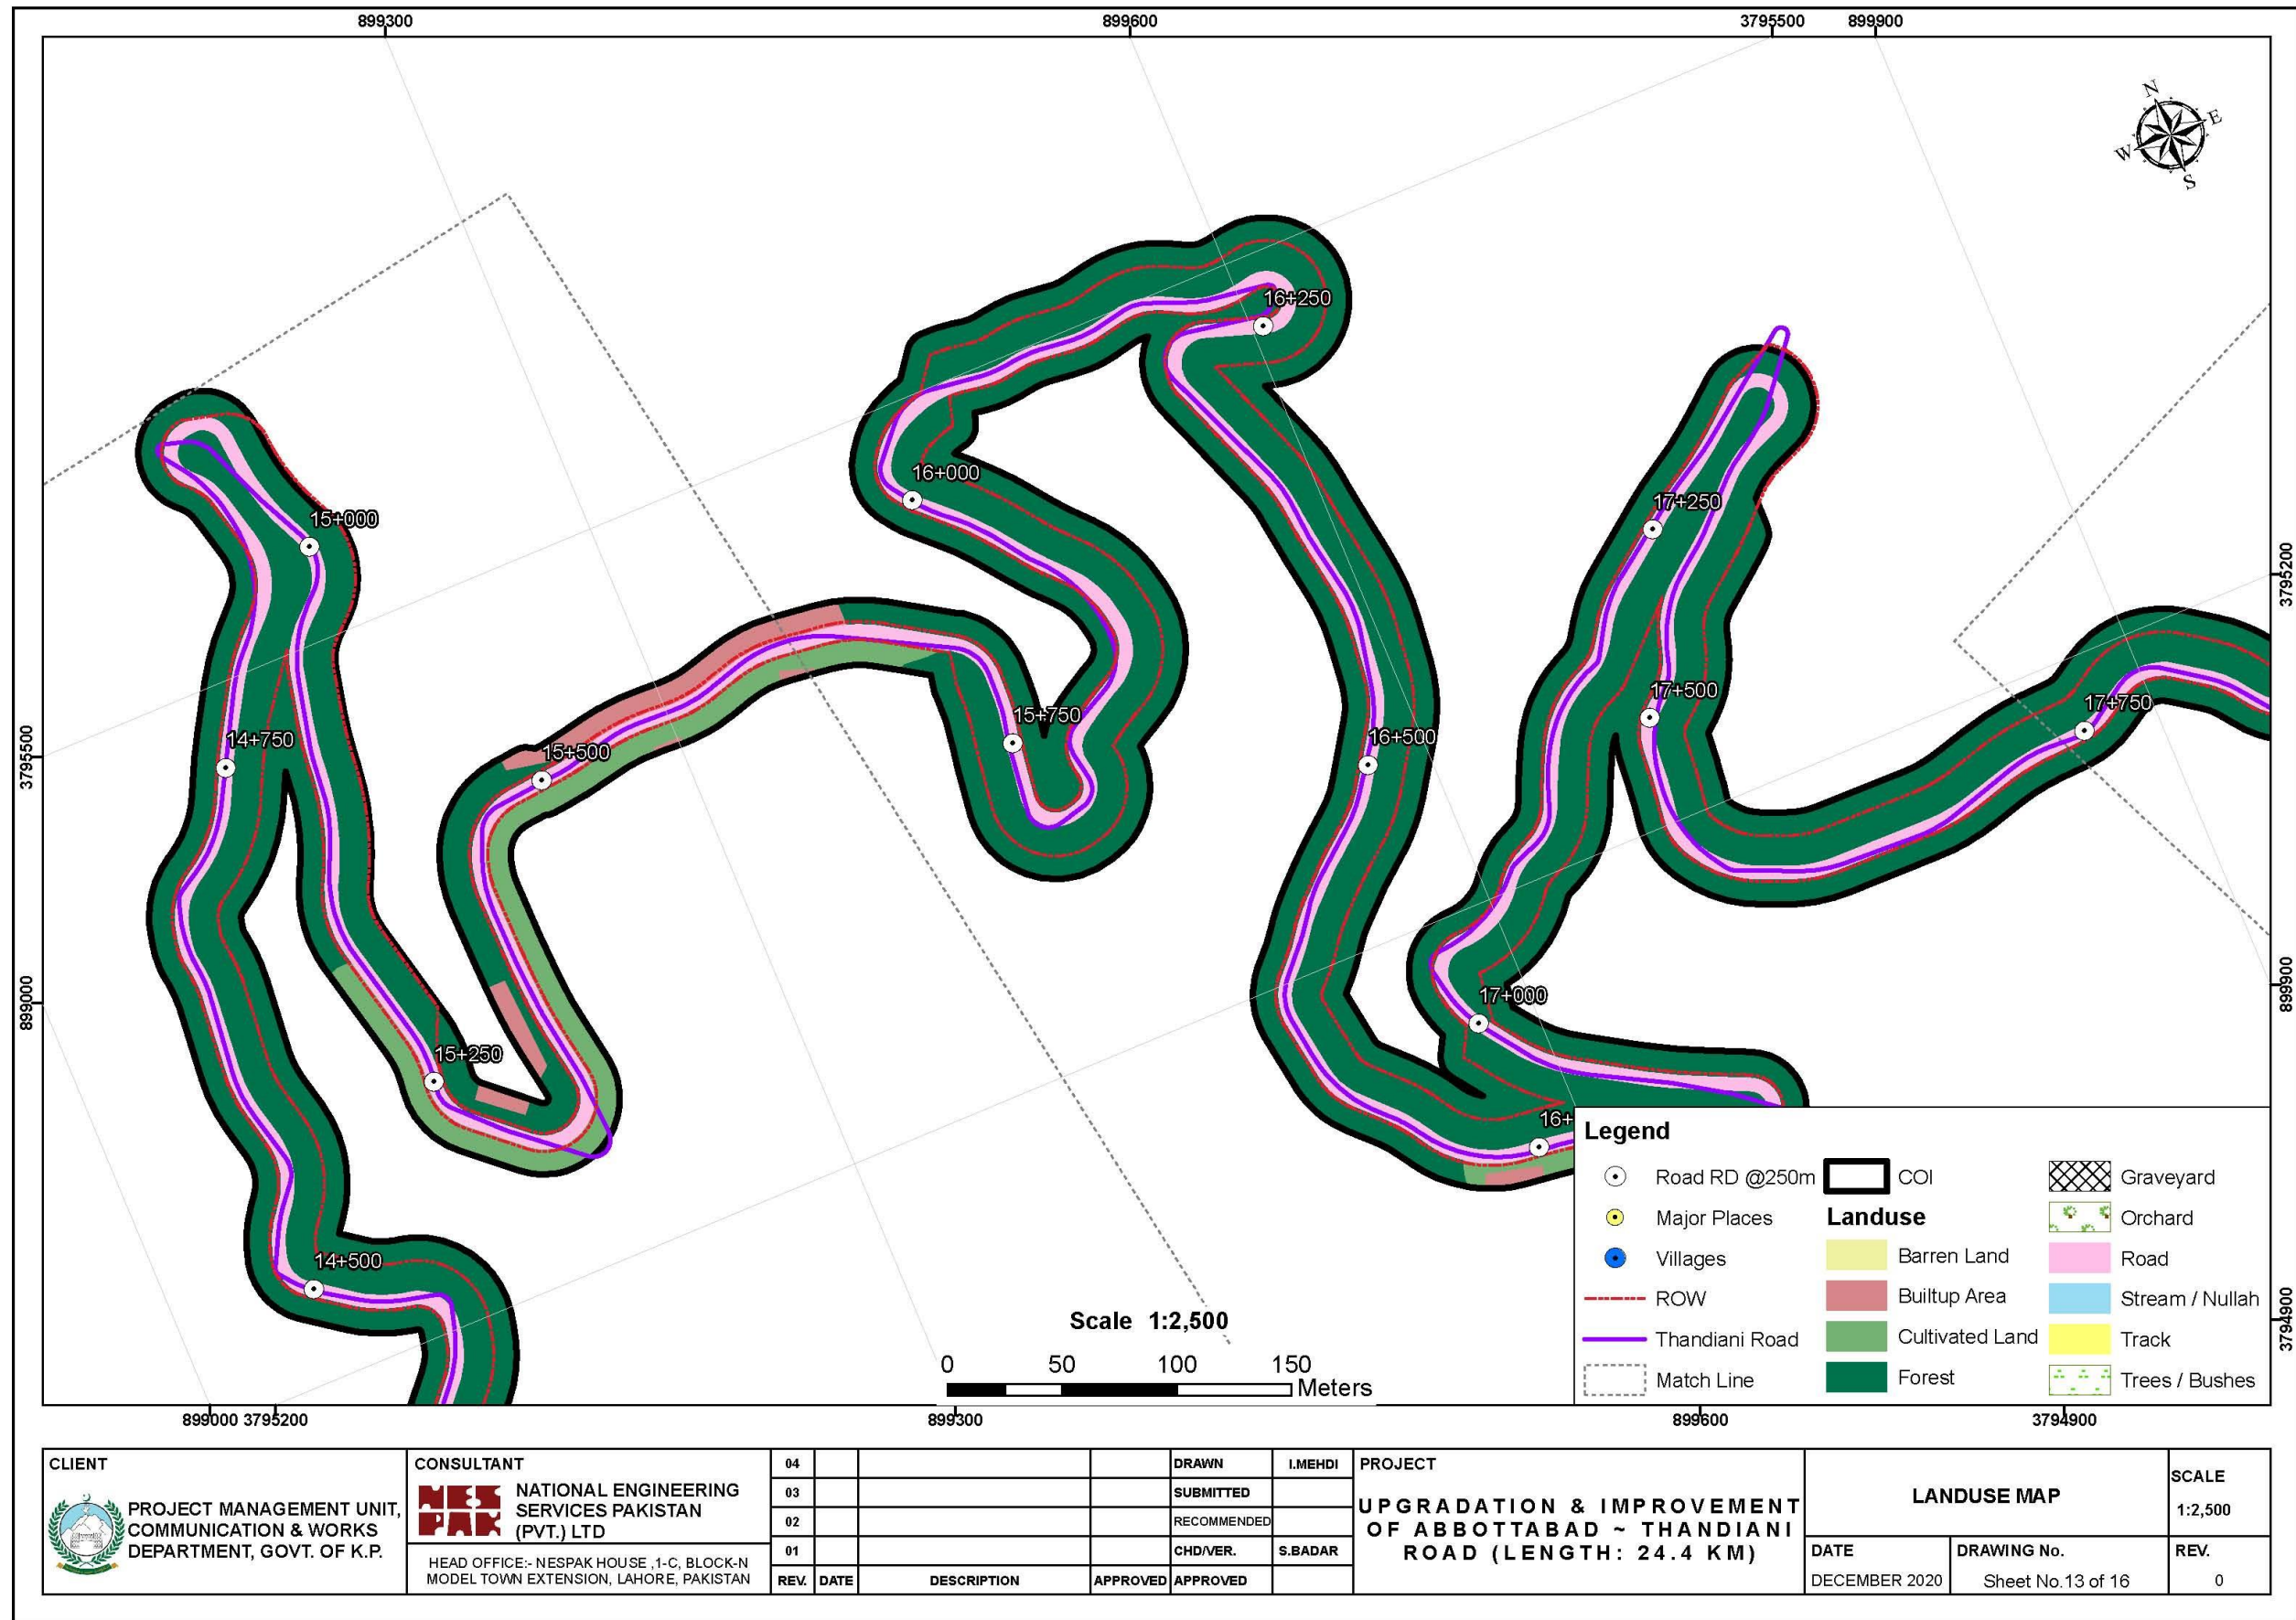 899300
899600
3795500
899900
N
E
W
S
16+250
16+000
17+250
15+000
3795200
17+500
17+750
15+750
14+750
16+500
15+500
3795500
899000
17+000
899900
15+250
16+
14+500
Legend
Road RD @250m
Major Places
Villages
ROW
Thandiani Road
Match Line
COI
Landuse
Barren Land
Builtup Area
Cultivated Land
Forest
Graveyard
Orchard
Road
Stream / Nullah
Track
Trees / Bushes
3794900
Scale 1:2,500
0 50 100 150
Meters
899000 3795200
899300
899600
3794900
CLIENT
PROJECT MANAGEMENT UNIT,
COMMUNICATION & WORKS
DEPARTMENT, GOVT. OF K.P.
CONSULTANT
NES
PAK
NATIONAL ENGINEERING
SERVICES PAKISTAN
(PVT.) LTD
HEAD OFFICE:- NESPAK HOUSE ,1-C, BLOCK-N
MODEL TOWN EXTENSION, LAHORE, PAKISTAN
04
03
02
01
REV. DATE DESCRIPTION APPROVED
DRAWN I.MEHDI
SUBMITTED
RECOMMENDED
CHD/VER. S.BADAR
APPROVED
PROJECT
UPGRADATION & IMPROVEMENT
OF ABBOTTABAD ~ THANDIANI
ROAD (LENGTH: 24.4 KM)
LANDUSE MAP
SCALE
1:2,500
DATE
DECEMBER 2020
DRAWING No.
Sheet No.13 of 16
REV.
0